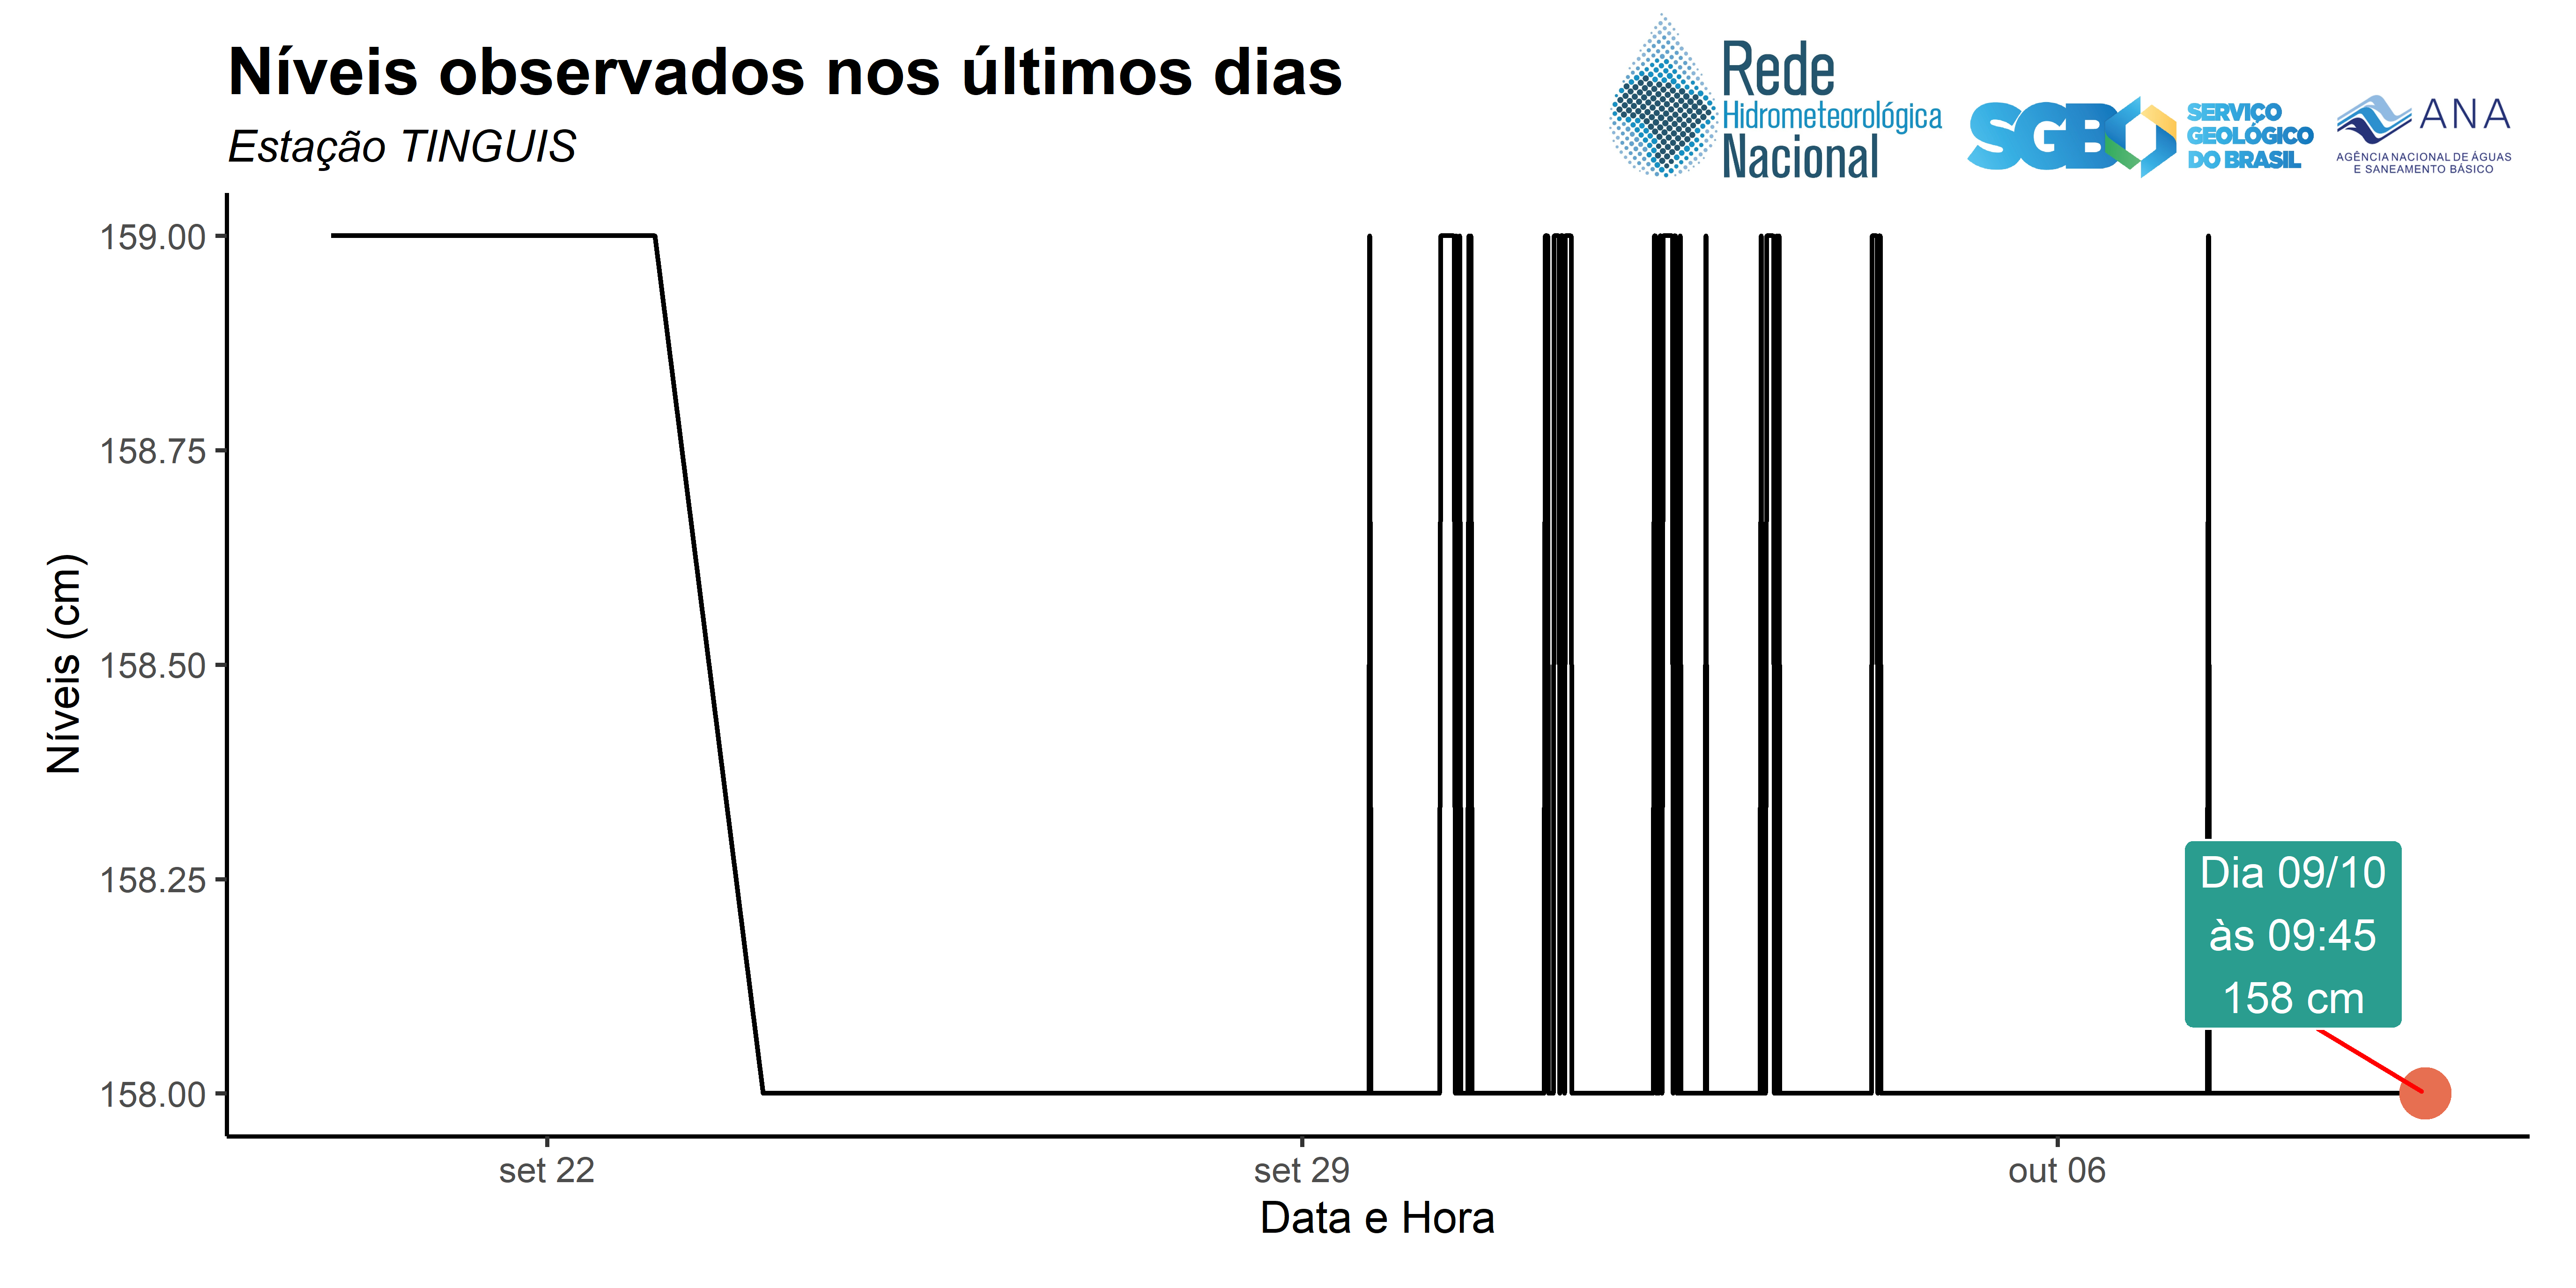 Níveis observados nos últimos dias
Estação TINGUIS
Rede
Hidrometeorológica
Nacional
SGB
SERVIÇO
GEOLÓGICO
DO BRASIL
ANA
AGÊNCIA NACIONAL DE ÁGUAS
E SANEAMENTO BÁSICO
159.00
158.75
158.50
158.25
158.00
Níveis (cm)
Dia 09/10
às 09:45
158 cm
set 22
set 29
out 06
Data e Hora